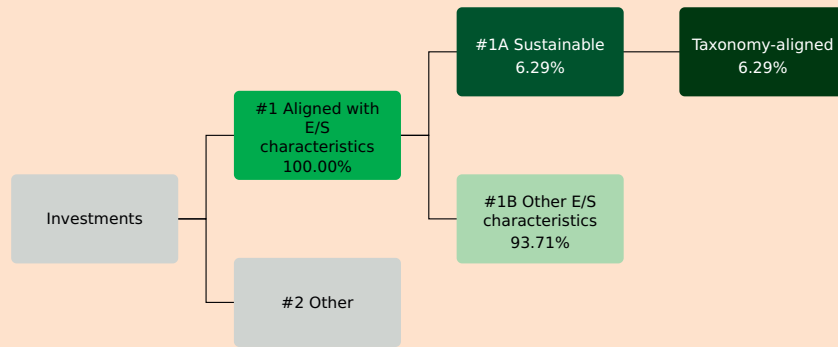 Investments
#1 Aligned with
E/S
characteristics
100.00%
#2 Other
#1A Sustainable
6.29%
#1B Other E/S
characteristics
93.71%
Taxonomy-aligned
6.29%